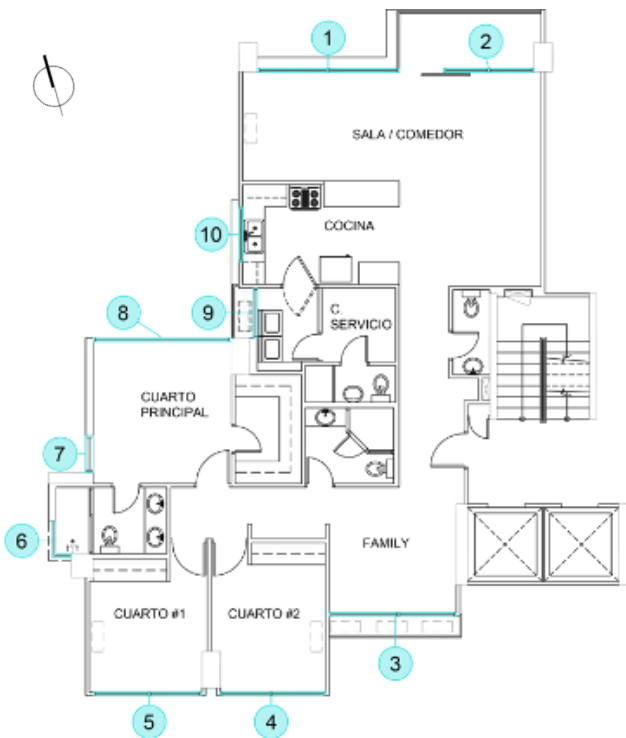 1
2
SALA / COMEDOR
10
COCINA
9
C.
SERVICIO
8
CUARTO
PRINCIPAL
7
6
FAMILY
CUARTO #1
CUARTO #2
3
5
4